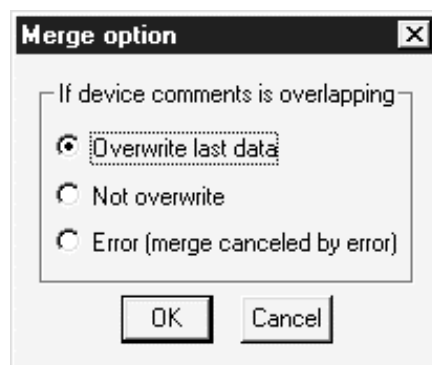 Merge option
If device comments is overlapping
Overwrite last data
Not overwrite
Error (merge canceled by error)
OK Cancel